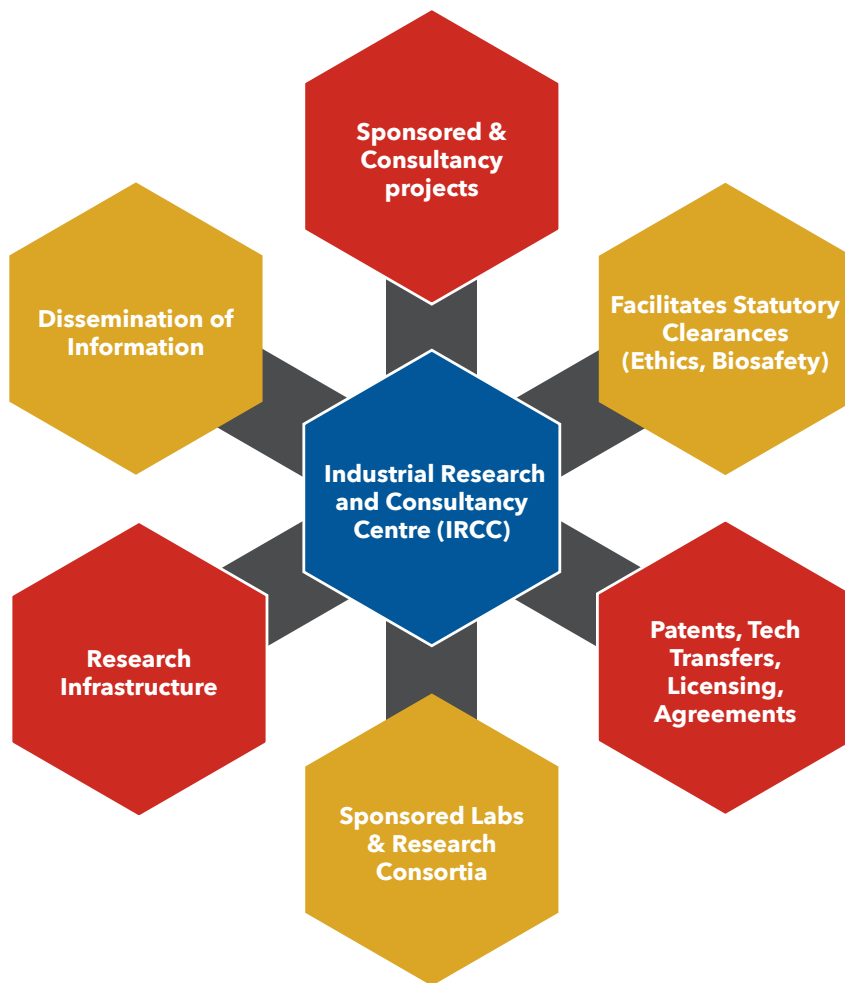 Sponsored &
Consultancy
projects
Dissemination of
Information
Facilitates Statutory
Clearances
(Ethics, Biosafety)
Industrial Research
and Consultancy
Centre (IRCC)
Research
Infrastructure
Patents, Tech
Transfers,
Licensing,
Agreements
Sponsored Labs
& Research
Consortia